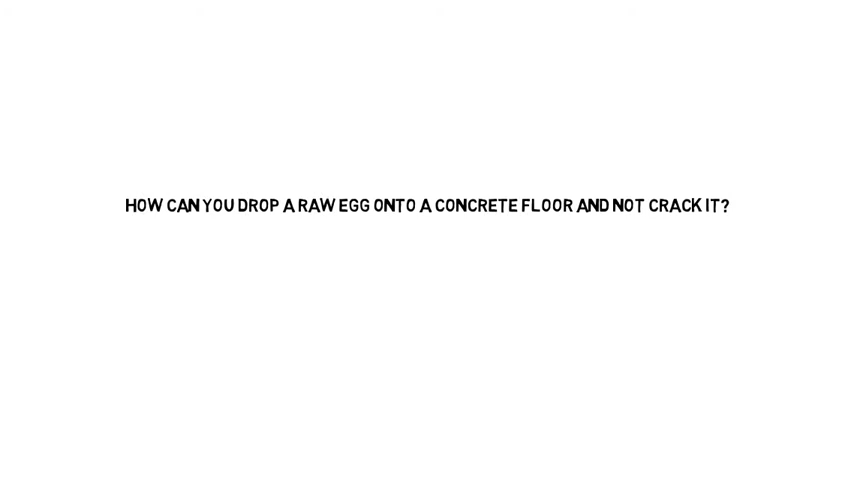 HOW CAN YOU DROP A RAW EGG ONTO A CONCRETE FLOOR AND NOT CRACK IT?